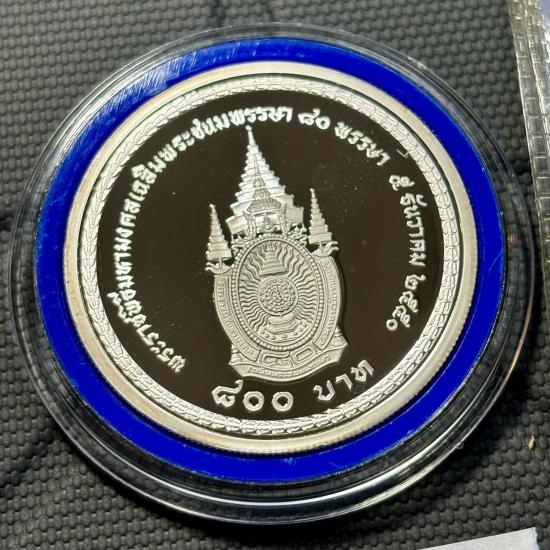 พระราชพิธีมหามงคลเฉลิมพระชนมพรรษา ๘๐ พรรษา ๕ ธันวาคม ๒๕๕๐
๘๐
๘๐๐ บาท